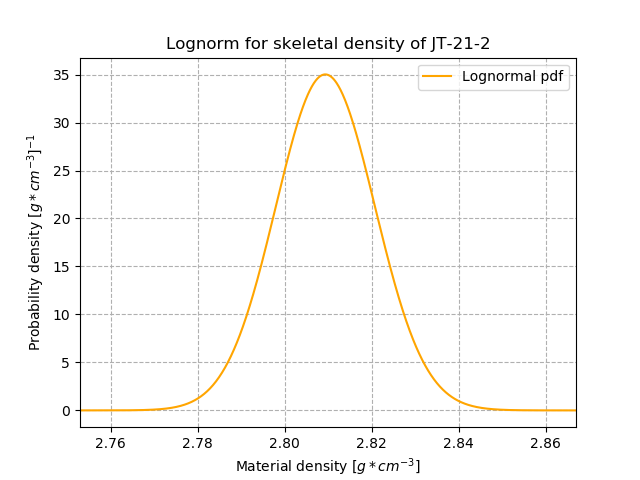 Lognorm for skeletal density of JT-21-2
Lognormal pdf
35
30
25
20
15
10
5
0
Probability density [g*cm⁻³]⁻¹
2.76 2.78 2.80 2.82 2.84 2.86
Material density [g*cm⁻³]